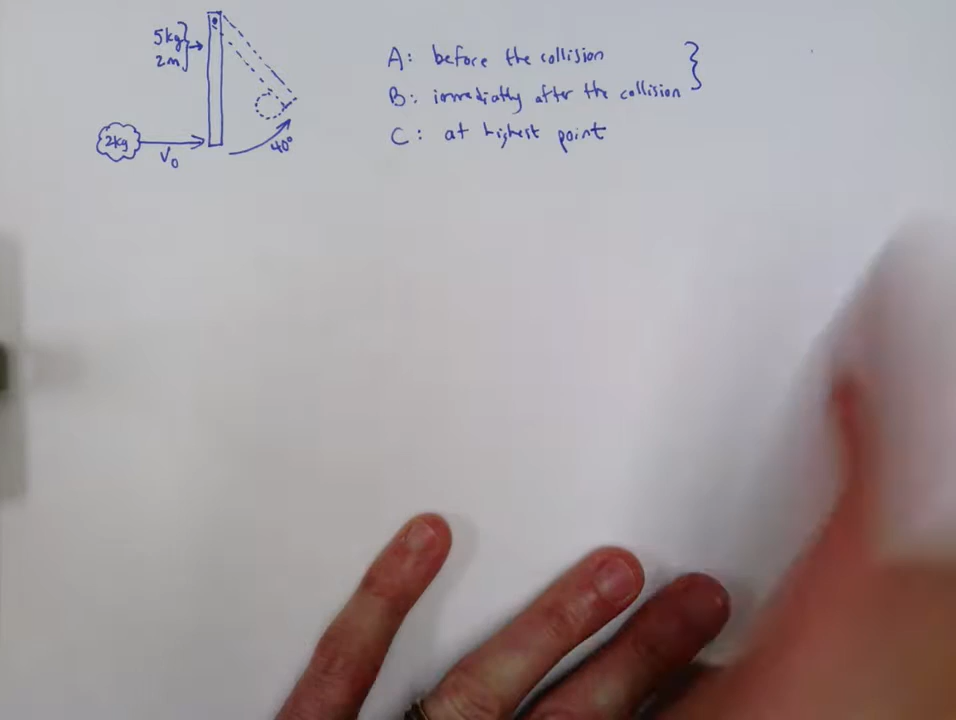 5kg
2m
2kg
V0
40°
A: before the collision
B: immediatly after the collision
C: at highest point